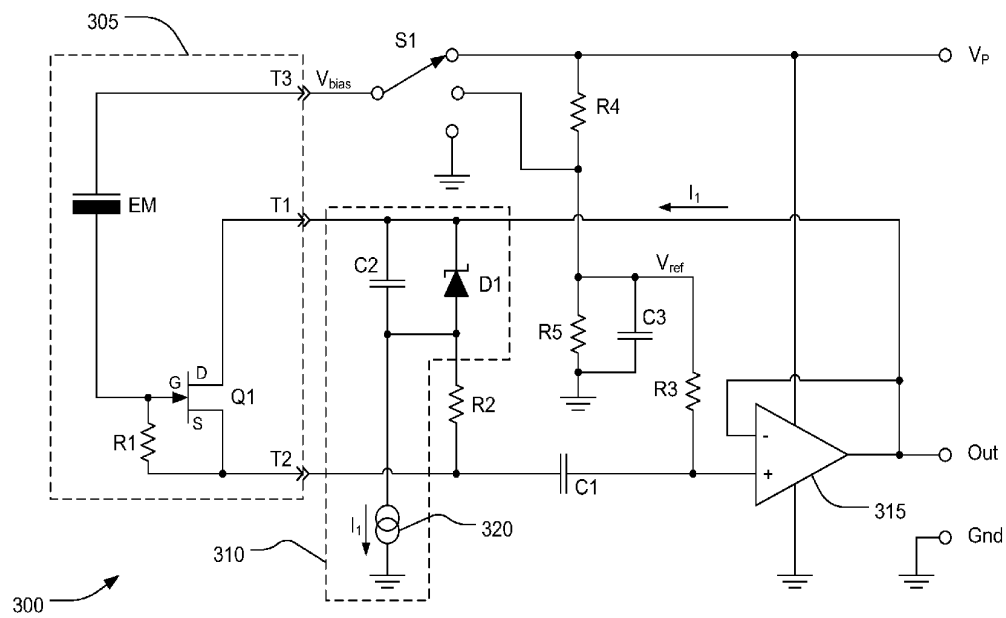 305
S1
T3
Vbias
VP
R4
EM
T1
I1
C2
D1
Vref
R5
C3
D
G
Q1
S
R1
R2
R3
-
T2
C1
+
Out
315
I1
320
310
Gnd
300